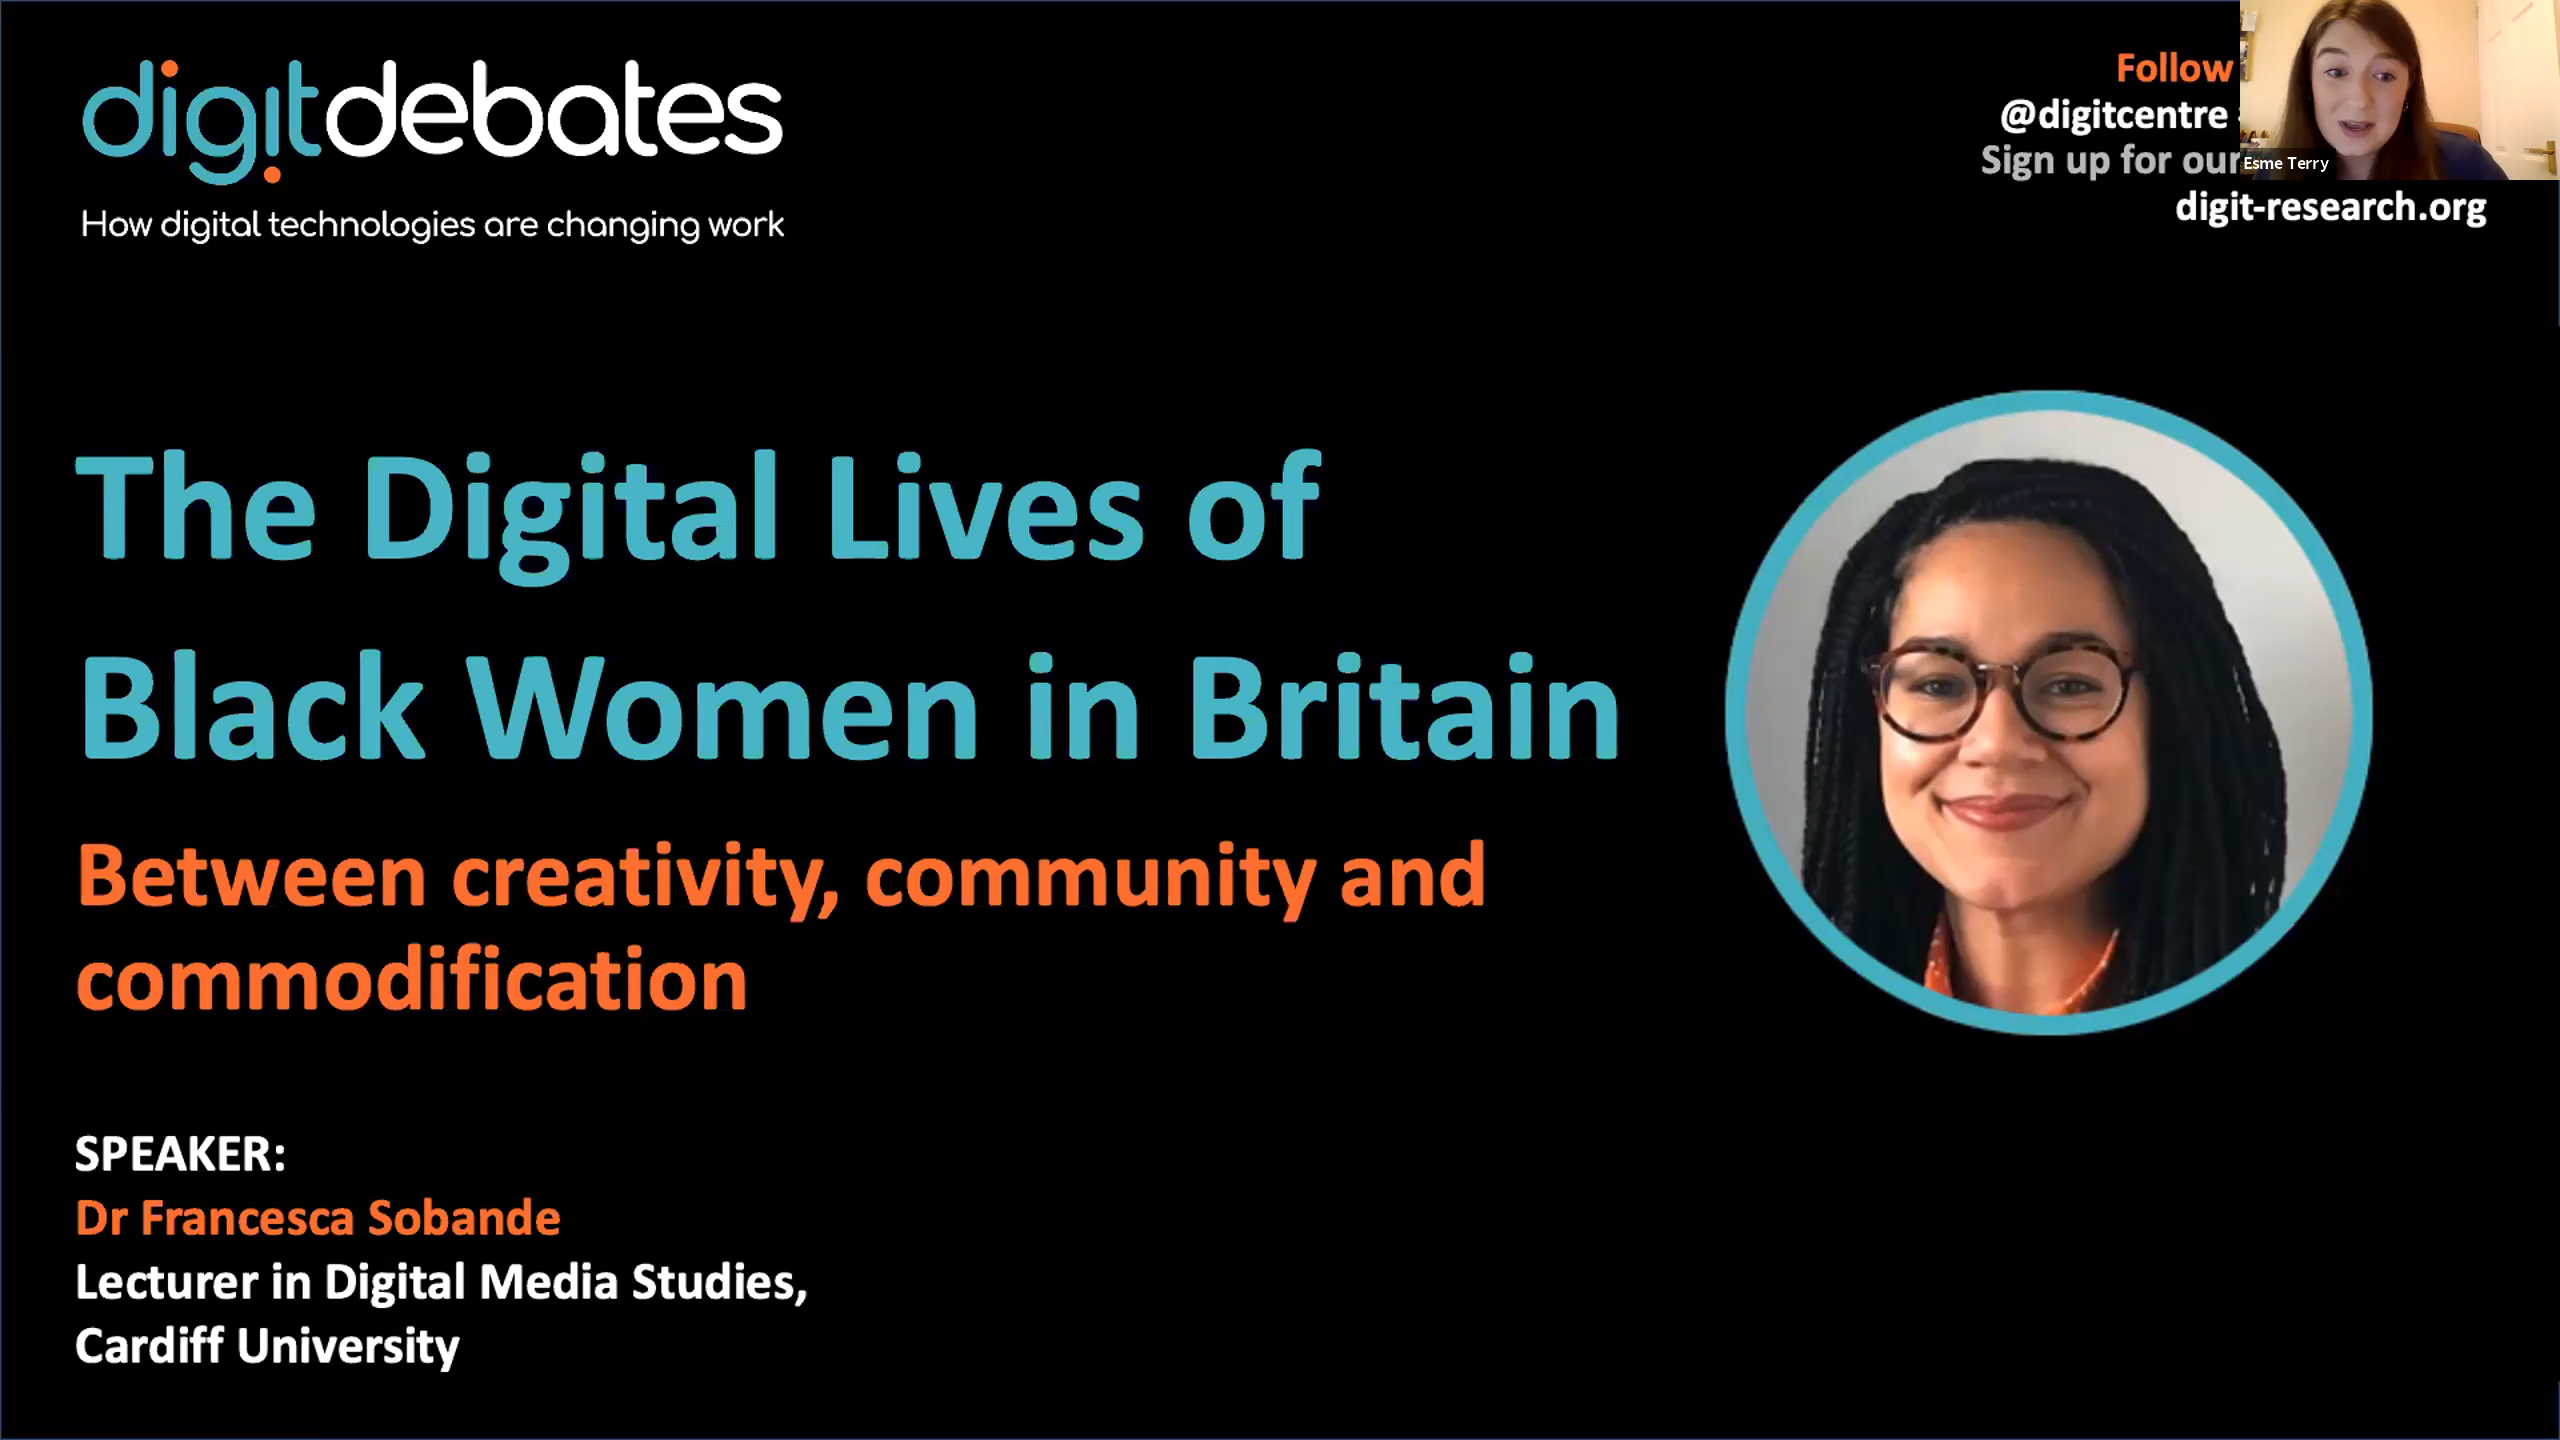 digitdebates
How digital technologies are changing work
Follow
@digitcentre
Sign up for our
digit-research.org
Esme Terry
The Digital Lives of
Black Women in Britain
Between creativity, community and
commodification
SPEAKER:
Dr Francesca Sobande
Lecturer in Digital Media Studies,
Cardiff University